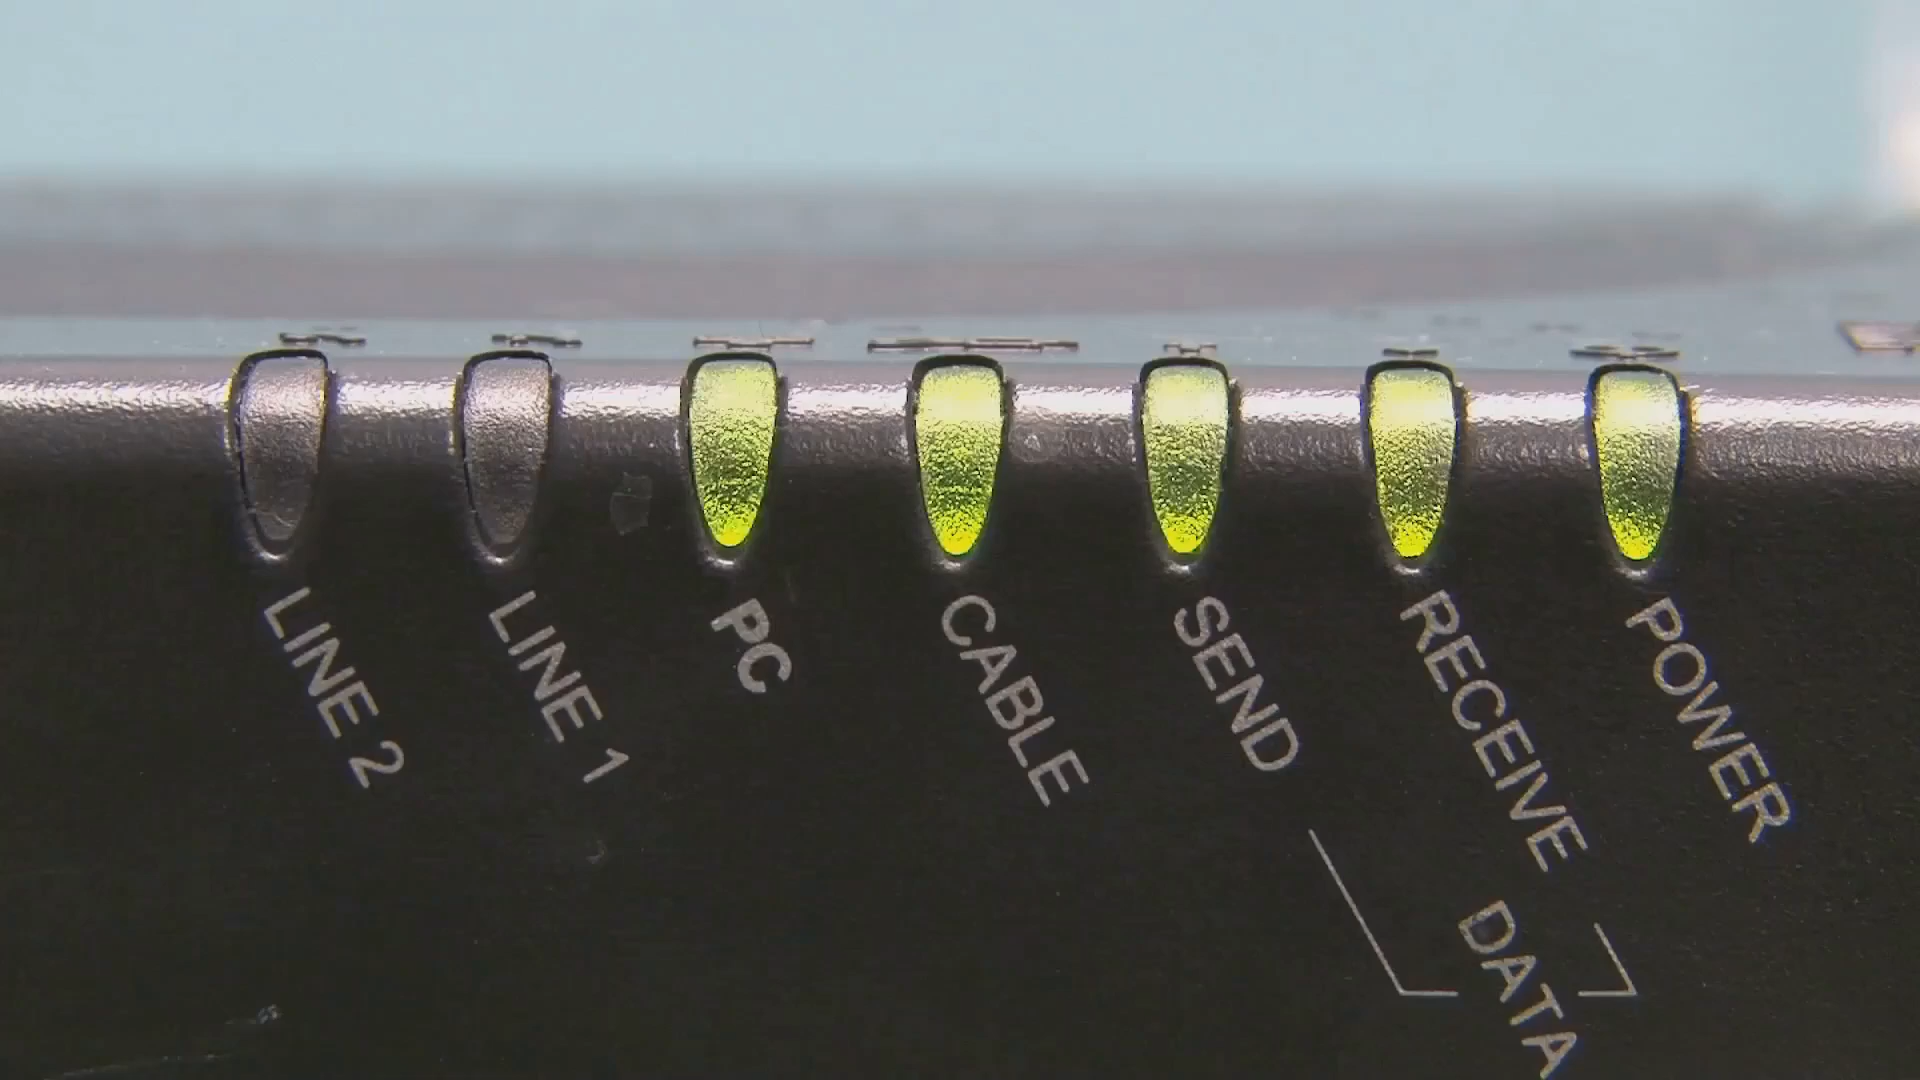 LINE 2
LINE 1
PC
CABLE
SEND
RECEIVE
POWER
DATA